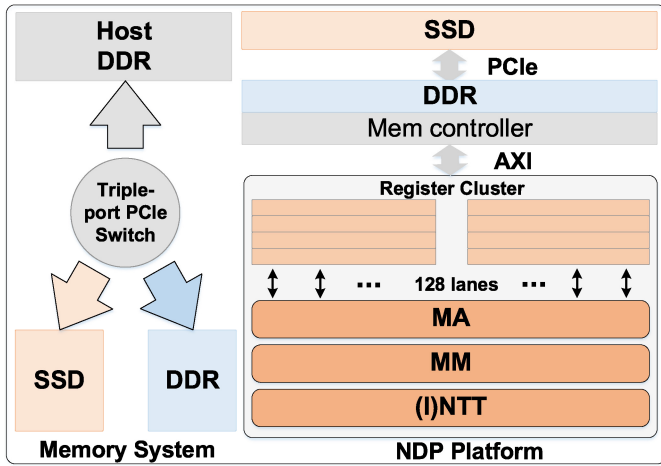 Host
DDR
Triple-
port PCIe
Switch
SSD
DDR
Memory System
SSD
PCIe
DDR
Mem controller
AXI
Register Cluster
... 128 lanes ...
MA
MM
(I)NTT
NDP Platform